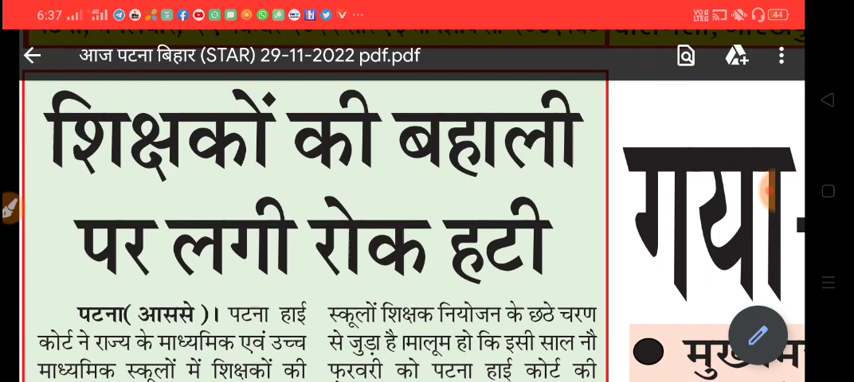 6:37
44
आज पटना बिहार (STAR) 29-11-2022 pdf.pdf
शिक्षकों की बहाली
पर लगी रोक हटी
पटना( आससे )। पटना हाई
कोर्ट ने राज्य के माध्यमिक एवं उच्च
माध्यमिक स्कूलों में शिक्षकों की
स्कूलों शिक्षक नियोजन के छठे चरण
से जुड़ा है।मालूम हो कि इसी साल नौ
फरवरी को पटना हाई कोर्ट की
गया-